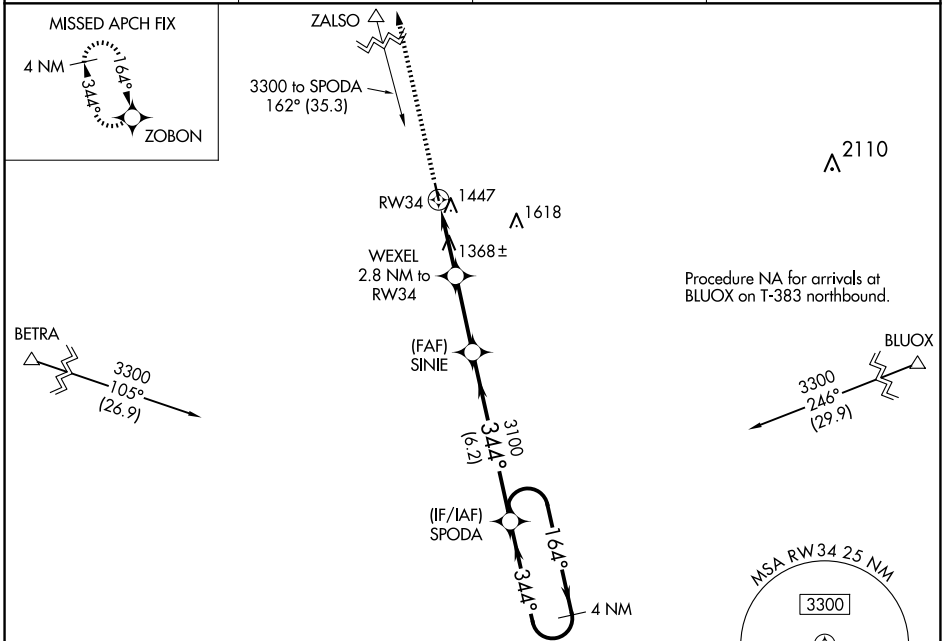 MISSED APCH FIX
4 NM
164°
344°
ZOBON
ZALSO
3300 to SPODA
162° (35.3)
2110
RW34
1447
1618
1368±
WEXEL
2.8 NM to
RW34
Procedure NA for arrivals at
BLUOX on T-383 northbound.
BETRA
3300
105°
(26.9)
(FAF)
SINIE
BLUOX
3300
246°
(29.9)
3100
344°
(6.2)
(IF/IAF)
SPODA
164°
344°
4 NM
MSA RW34 25 NM
3300